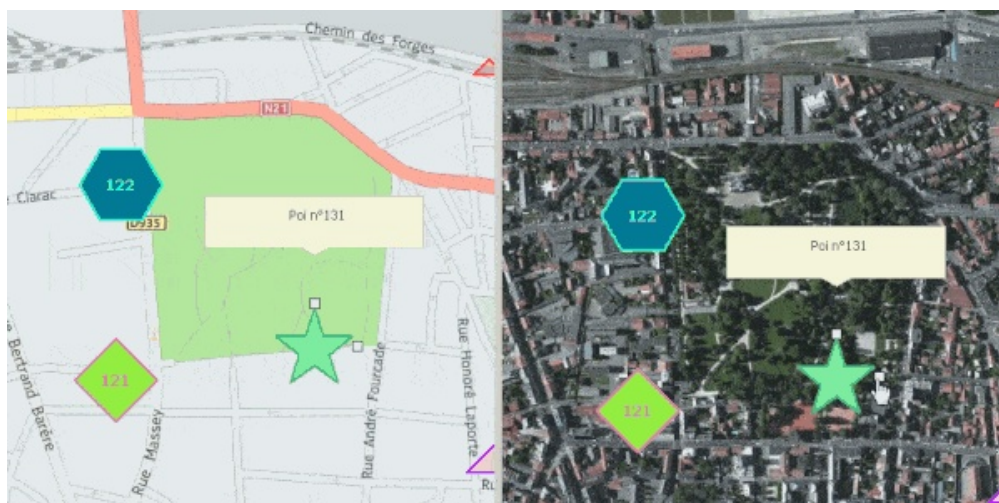 Chemin des Forges
N21
122
Clarac
Poi n°131
D935
121
Bertrand Barère
Rue Massey
Rue André Fourcade
Rue Honoré Laporte
122
Poi n°131
121